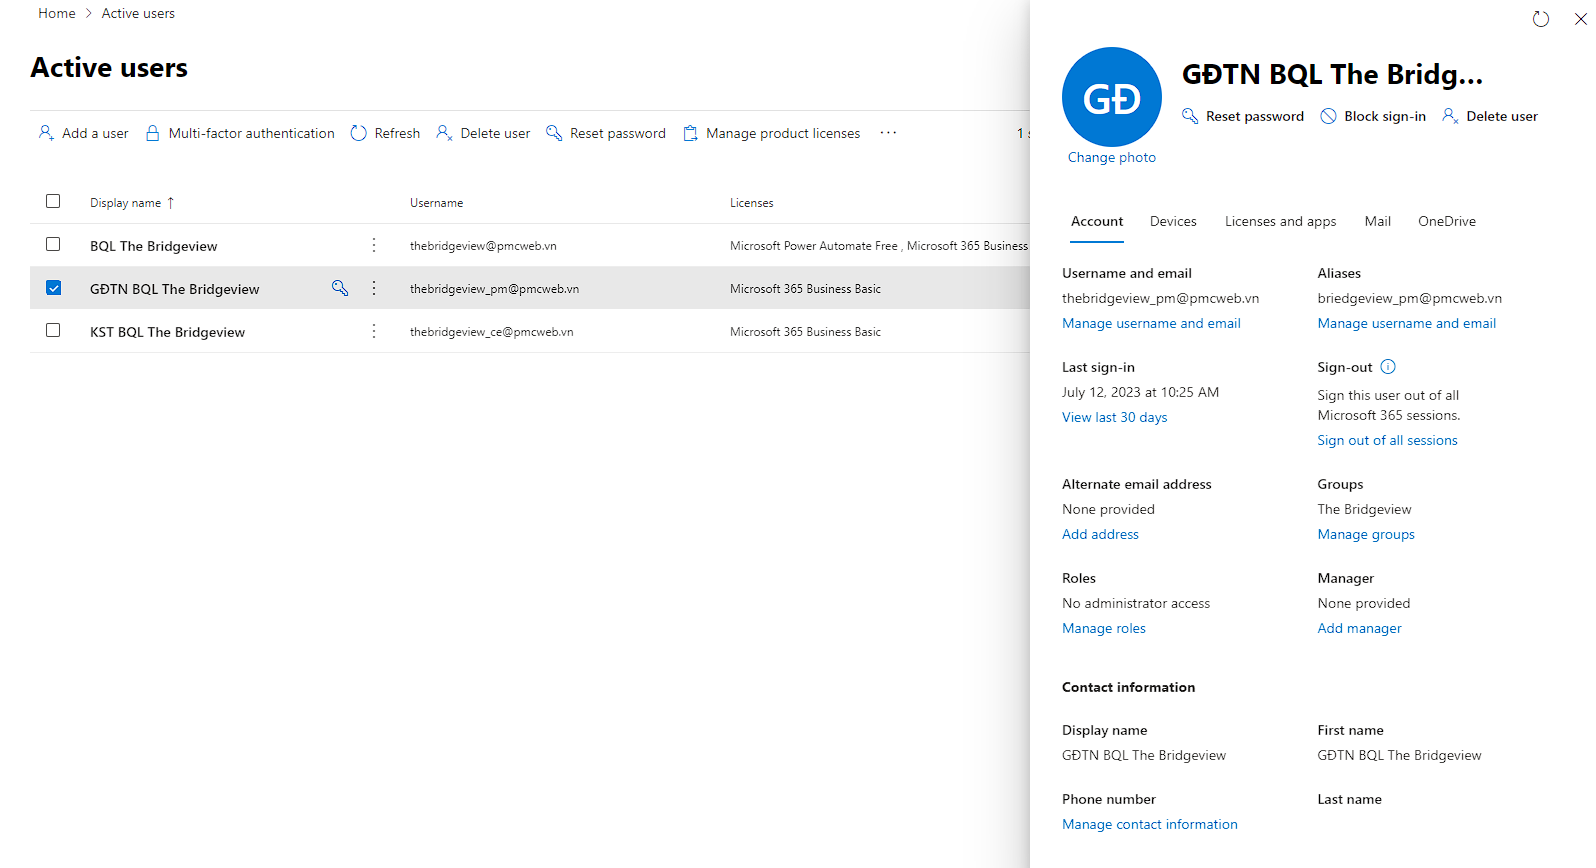 Home > Active users
Active users
Add a user Multi-factor authentication Refresh Delete user Reset password Manage product licenses ... 1
Display name ↑ Username Licenses
BQL The Bridgeview thebridgeview@pmcweb.vn Microsoft Power Automate Free , Microsoft 365 Business
GĐTN BQL The Bridgeview thebridgeview_pm@pmcweb.vn Microsoft 365 Business Basic
KST BQL The Bridgeview thebridgeview_ce@pmcweb.vn Microsoft 365 Business Basic
GĐ
Change photo
GĐTN BQL The Bridg...
Reset password Block sign-in Delete user
Account Devices Licenses and apps Mail OneDrive
Username and email
thebridgeview_pm@pmcweb.vn
Manage username and email
Aliases
briedgeview_pm@pmcweb.vn
Manage username and email
Last sign-in
July 12, 2023 at 10:25 AM
View last 30 days
Sign-out
Sign this user out of all
Microsoft 365 sessions.
Sign out of all sessions
Alternate email address
None provided
Add address
Groups
The Bridgeview
Manage groups
Roles
No administrator access
Manage roles
Manager
None provided
Add manager
Contact information
Display name
GĐTN BQL The Bridgeview
First name
GĐTN BQL The Bridgeview
Phone number
Manage contact information
Last name